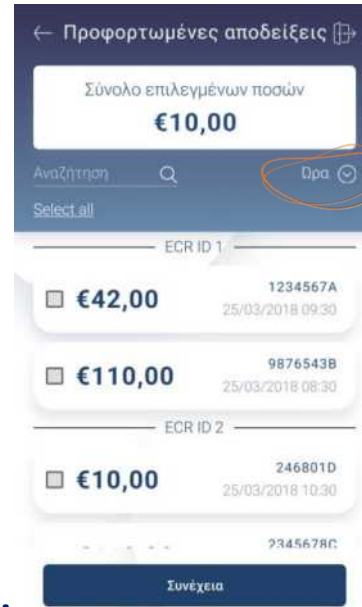 Προφορτωμένες αποδείξεις
Σύνολο επιλεγμένων ποσών
€10,00
Αναζήτηση
Ώρα
Select all
ECR ID 1
€42,00
1234567A
25/03/2018 09:30
€110,00
9876543B
25/03/2018 08:30
ECR ID 2
€10,00
246801D
25/03/2018 10:30
2345678C
Συνέχεια